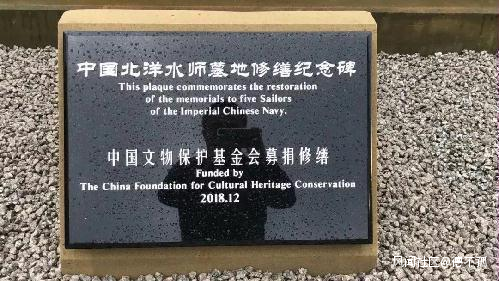 中国北洋水师墓地修缮纪念碑
This plaque commemorates the restoration
of the memorials to five Sailors
of the Imperial Chinese Navy.
中国文物保护基金会募捐修缮
Funded by
The China Foundation for Cultural Heritage Conservation
2018.12